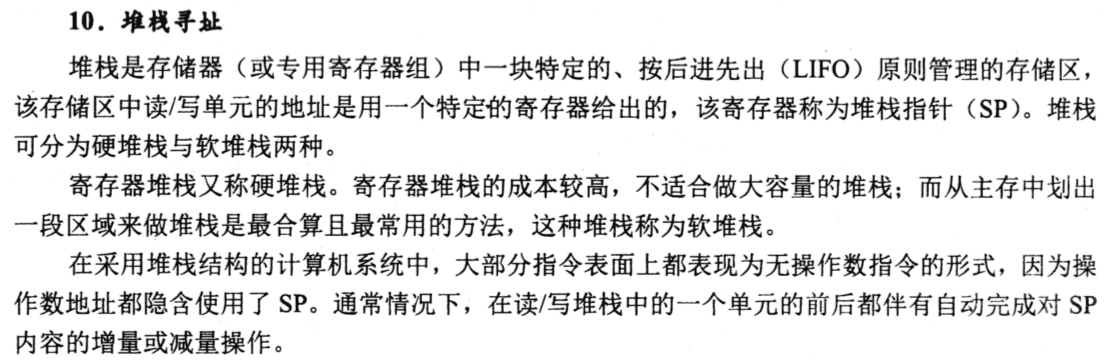 10．堆栈寻址
堆栈是存储器（或专用寄存器组）中一块特定的、按后进先出（LIFO）原则管理的存储区，
该存储区中读/写单元的地址是用一个特定的寄存器给出的，该寄存器称为堆栈指针（SP）。堆栈
可分为硬堆栈与软堆栈两种。
寄存器堆栈又称硬堆栈。寄存器堆栈的成本较高，不适合做大容量的堆栈；而从主存中划出
一段区域来做堆栈是最合算且最常用的方法，这种堆栈称为软堆栈。
在采用堆栈结构的计算机系统中，大部分指令表面上都表现为无操作数指令的形式，因为操
作数地址都隐含使用了 SP。通常情况下，在读/写堆栈中的一个单元的前后都伴有自动完成对 SP
内容的增量或减量操作。